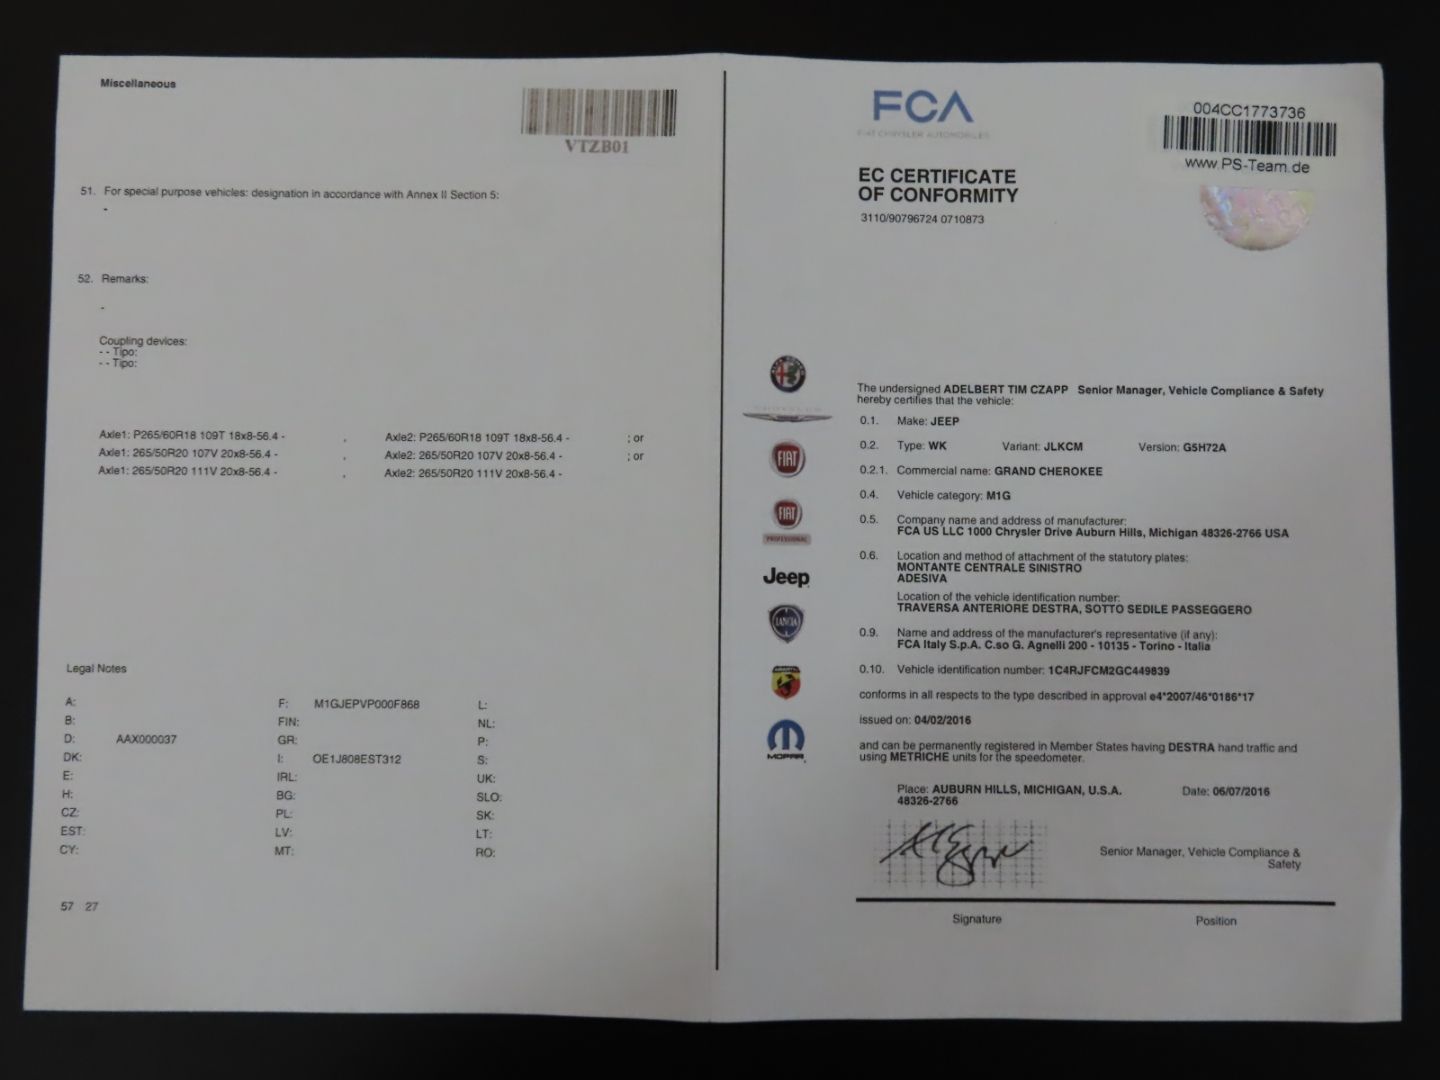 Miscellaneous
VTZB01
51. For special purpose vehicles: designation in accordance with Annex II Section 5:
-
52. Remarks:
-
Coupling devices:
- - Tipo:
- - Tipo:
Axle1: P265/60R18 109T 18x8-56.4 - , Axle2: P265/60R18 109T 18x8-56.4 - ; or
Axle1: 265/50R20 107V 20x8-56.4 - , Axle2: 265/50R20 107V 20x8-56.4 - ; or
Axle1: 265/50R20 111V 20x8-56.4 - , Axle2: 265/50R20 111V 20x8-56.4 -
Legal Notes
A: F: M1GJEPVP000F868 L:
B: FIN: NL:
D: AAX000037 GR: P:
DK: I: OE1J808EST312 S:
E: IRL: UK:
H: BG: SLO:
CZ: PL: SK:
EST: LV: LT:
CY: MT: RO:
57 27
FCA
FIAT CHRYSLER AUTOMOBILES
004CC1773736
www.PS-Team.de
EC CERTIFICATE
OF CONFORMITY
3110/90796724 0710873
FIAT
FIAT
PROFESSIONAL
Jeep
LANCIA
MOPAR
The undersigned ADELBERT TIM CZAPP Senior Manager, Vehicle Compliance & Safety
hereby certifies that the vehicle:
0.1. Make: JEEP
0.2. Type: WK Variant: JLKCM Version: G5H72A
0.2.1. Commercial name: GRAND CHEROKEE
0.4. Vehicle category: M1G
0.5. Company name and address of manufacturer:
FCA US LLC 1000 Chrysler Drive Auburn Hills, Michigan 48326-2766 USA
0.6. Location and method of attachment of the statutory plates:
MONTANTE CENTRALE SINISTRO
ADESIVA
Location of the vehicle identification number:
TRAVERSA ANTERIORE DESTRA, SOTTO SEDILE PASSEGGERO
0.9. Name and address of the manufacturer's representative (if any):
FCA Italy S.p.A. C.so G. Agnelli 200 - 10135 - Torino - Italia
0.10. Vehicle identification number: 1C4RJFCM2GC449839
conforms in all respects to the type described in approval e4*2007/46*0186*17
issued on: 04/02/2016
and can be permanently registered in Member States having DESTRA hand traffic and
using METRICHE units for the speedometer.
Place: AUBURN HILLS, MICHIGAN, U.S.A.
48326-2766
Date: 06/07/2016
Senior Manager, Vehicle Compliance &
Safety
Signature Position